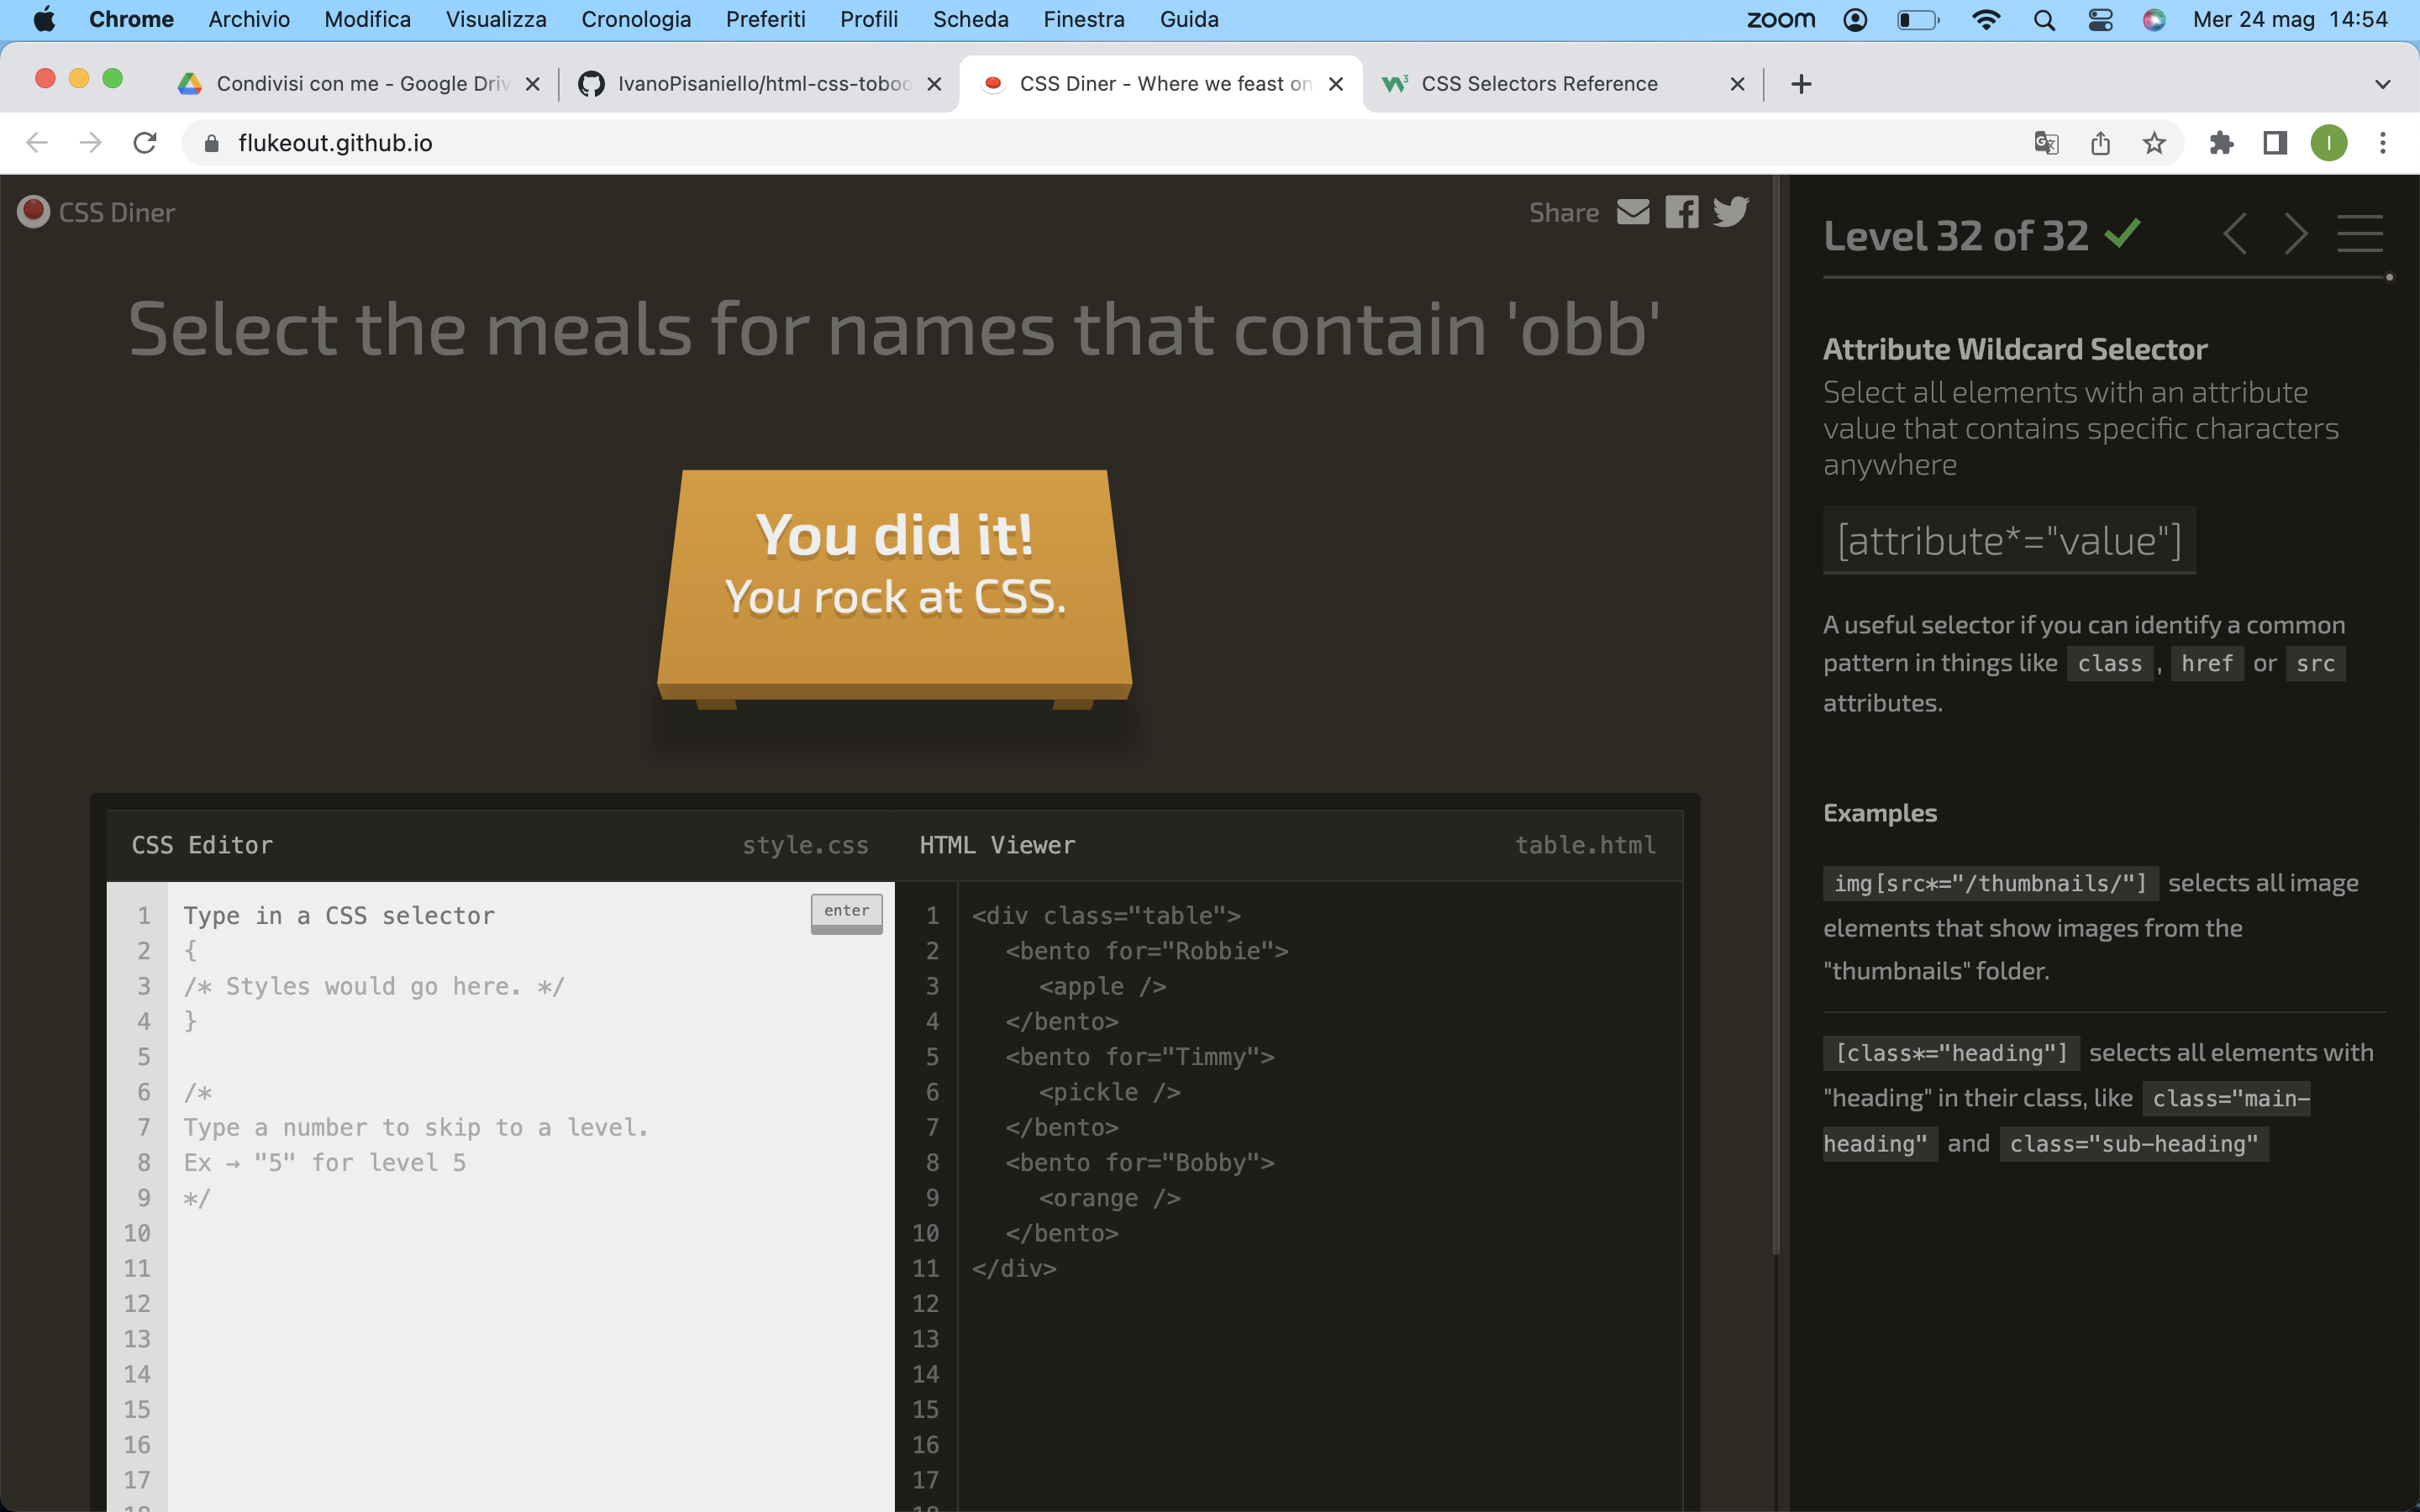 Chrome Archivio Modifica Visualizza Cronologia Preferiti Profili Scheda Finestra Guida zoom Mer 24 mag 14:54
Condivisi con me - Google Driv IvanoPisaniello/html-css-toboo CSS Diner - Where we feast on CSS Selectors Reference
flukeout.github.io I
CSS Diner Share
Select the meals for names that contain 'obb'
You did it!
You rock at CSS.
CSS Editor style.css HTML Viewer table.html
enter
1 Type in a CSS selector
2 {
3 /* Styles would go here. */
4 }
5
6 /*
7 Type a number to skip to a level.
8 Ex → "5" for level 5
9 */
10
11
12
13
14
15
16
17
18
1 <div class="table">
2 <bento for="Robbie">
3 <apple />
4 </bento>
5 <bento for="Timmy">
6 <pickle />
7 </bento>
8 <bento for="Bobby">
9 <orange />
10 </bento>
11 </div>
12
13
14
15
16
17
18
Level 32 of 32
Attribute Wildcard Selector
Select all elements with an attribute
value that contains specific characters
anywhere
[attribute*="value"]
A useful selector if you can identify a common
pattern in things like class , href or src
attributes.
Examples
img[src*="/thumbnails/"] selects all image
elements that show images from the
"thumbnails" folder.
[class*="heading"] selects all elements with
"heading" in their class, like class="main-
heading" and class="sub-heading"